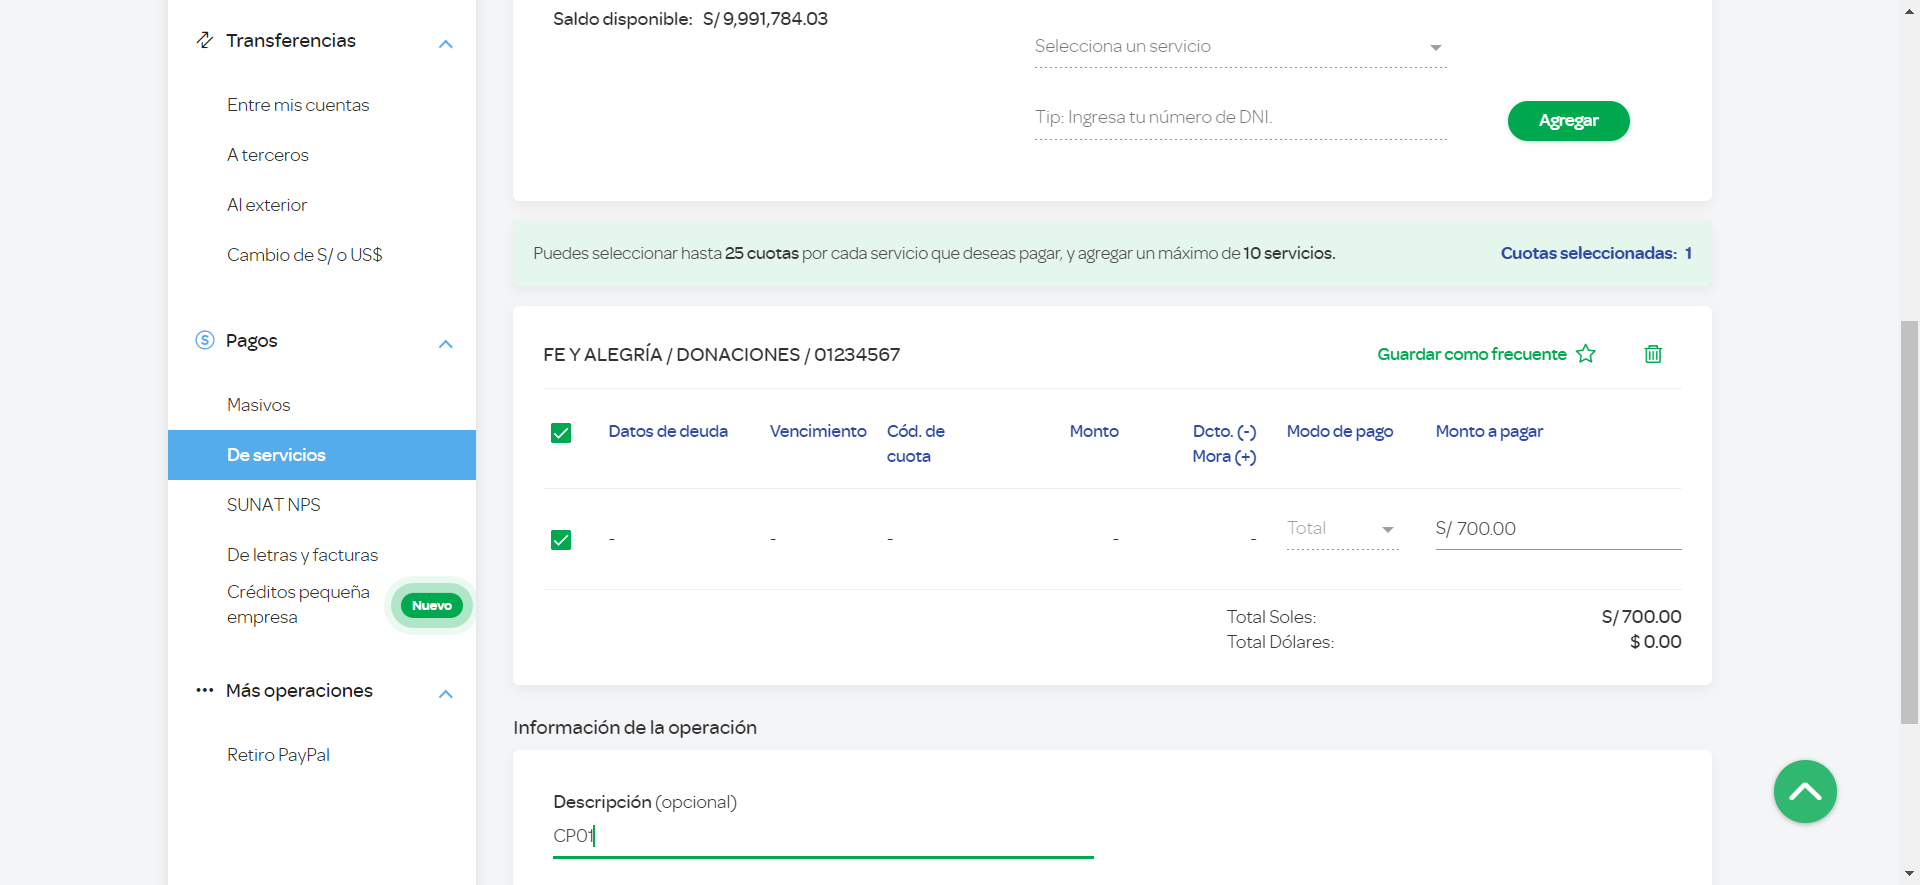 Transferencias
Entre mis cuentas
A terceros
Al exterior
Cambio de S/ o US$
Pagos
Masivos
De servicios
SUNAT NPS
De letras y facturas
Créditos pequeña
empresa
Nuevo
Más operaciones
Retiro PayPal
Saldo disponible: S/ 9,991,784.03
Selecciona un servicio
Tip: Ingresa tu número de DNI.
Agregar
Puedes seleccionar hasta 25 cuotas por cada servicio que deseas pagar, y agregar un máximo de 10 servicios.
Cuotas seleccionadas: 1
FE Y ALEGRÍA / DONACIONES / 01234567
Guardar como frecuente
Datos de deuda
Vencimiento
Cód. de
cuota
Monto
Dcto. (-)
Mora (+)
Modo de pago
Monto a pagar
- - - - -
Total
S/ 700.00
Total Soles: S/ 700.00
Total Dólares: $ 0.00
Información de la operación
Descripción (opcional)
CP01